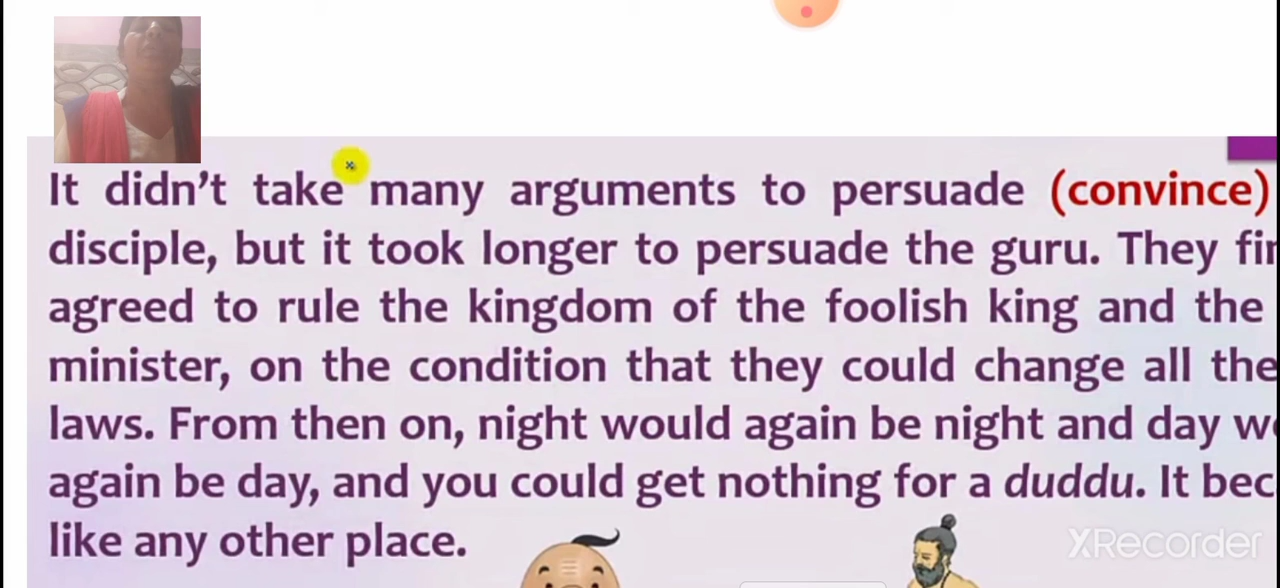 It didn't take many arguments to persuade (convince)
disciple, but it took longer to persuade the guru. They
agreed to rule the kingdom of the foolish king and the
minister, on the condition that they could change all the
laws. From then on, night would again be night and day
again be day, and you could get nothing for a duddu. It
like any other place.
XRecorder